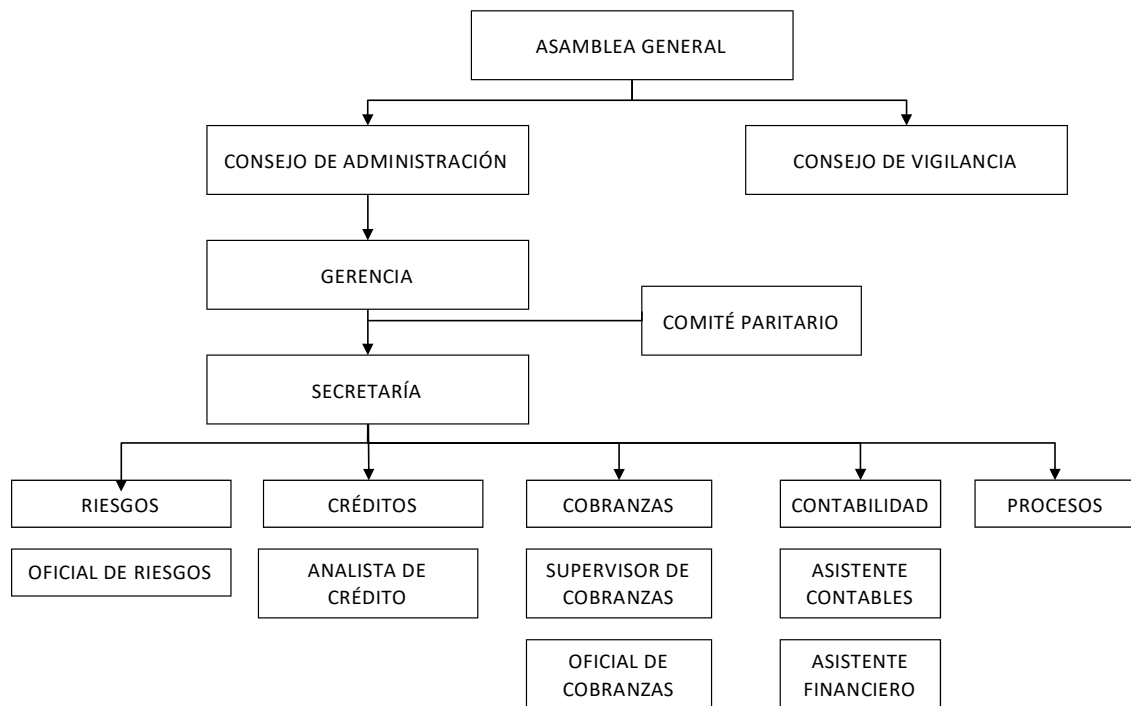 ASAMBLEA GENERAL
CONSEJO DE ADMINISTRACIÓN
CONSEJO DE VIGILANCIA
GERENCIA
COMITÉ PARITARIO
SECRETARÍA
RIESGOS
CRÉDITOS
COBRANZAS
CONTABILIDAD
PROCESOS
OFICIAL DE RIESGOS
ANALISTA DE
CRÉDITO
SUPERVISOR DE
COBRANZAS
ASISTENTE
CONTABLES
OFICIAL DE
COBRANZAS
ASISTENTE
FINANCIERO